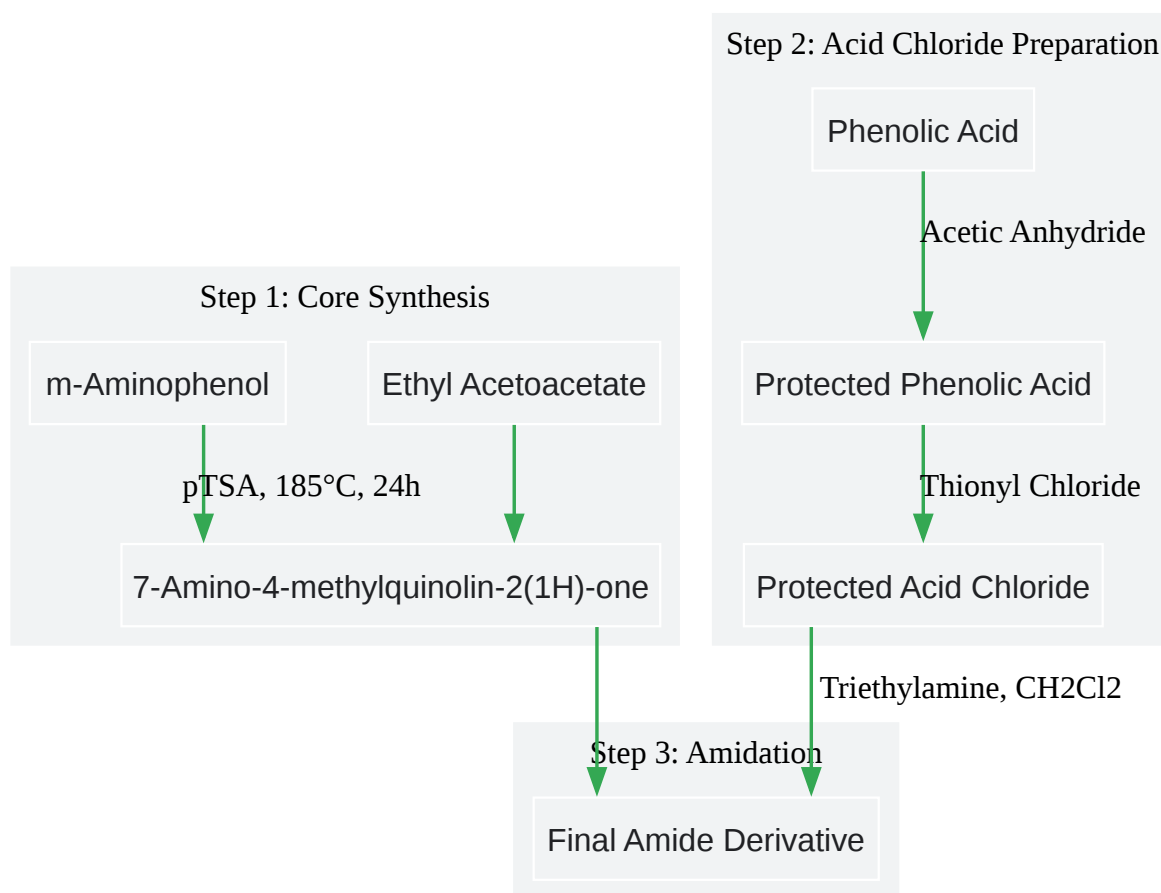 Step 2: Acid Chloride Preparation
Phenolic Acid
Acetic Anhydride
Step 1: Core Synthesis
m-Aminophenol
Ethyl Acetoacetate
Protected Phenolic Acid
pTSA, 185°C, 24h
Thionyl Chloride
7-Amino-4-methylquinolin-2(1H)-one
Protected Acid Chloride
Triethylamine, CH2Cl2
Step 3: Amidation
Final Amide Derivative